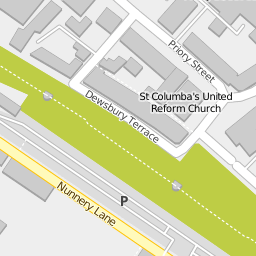 Priory Street
St Columba's United
Reform Church
Dewsbury Terrace
P
Nunnery Lane